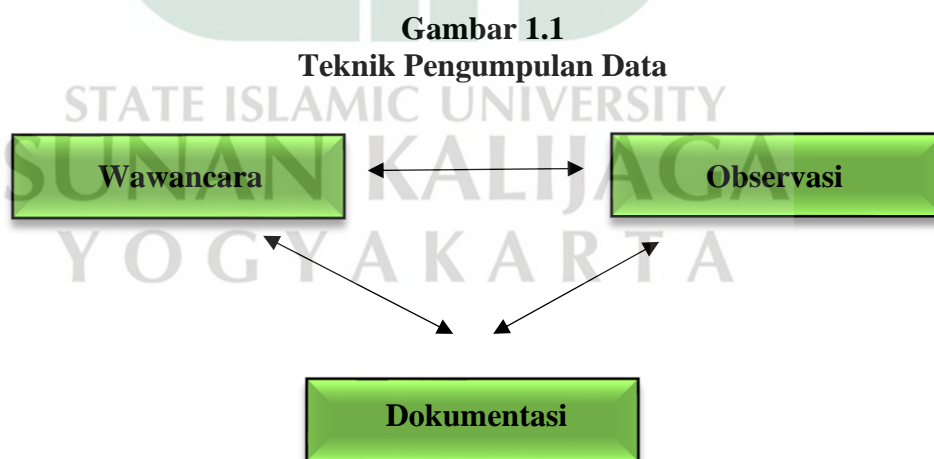 Gambar 1.1
Teknik Pengumpulan Data
STATE ISLAMIC UNIVERSITY
SUNAN KALIJAGA
YOGYAKARTA
Wawancara
Observasi
Dokumentasi